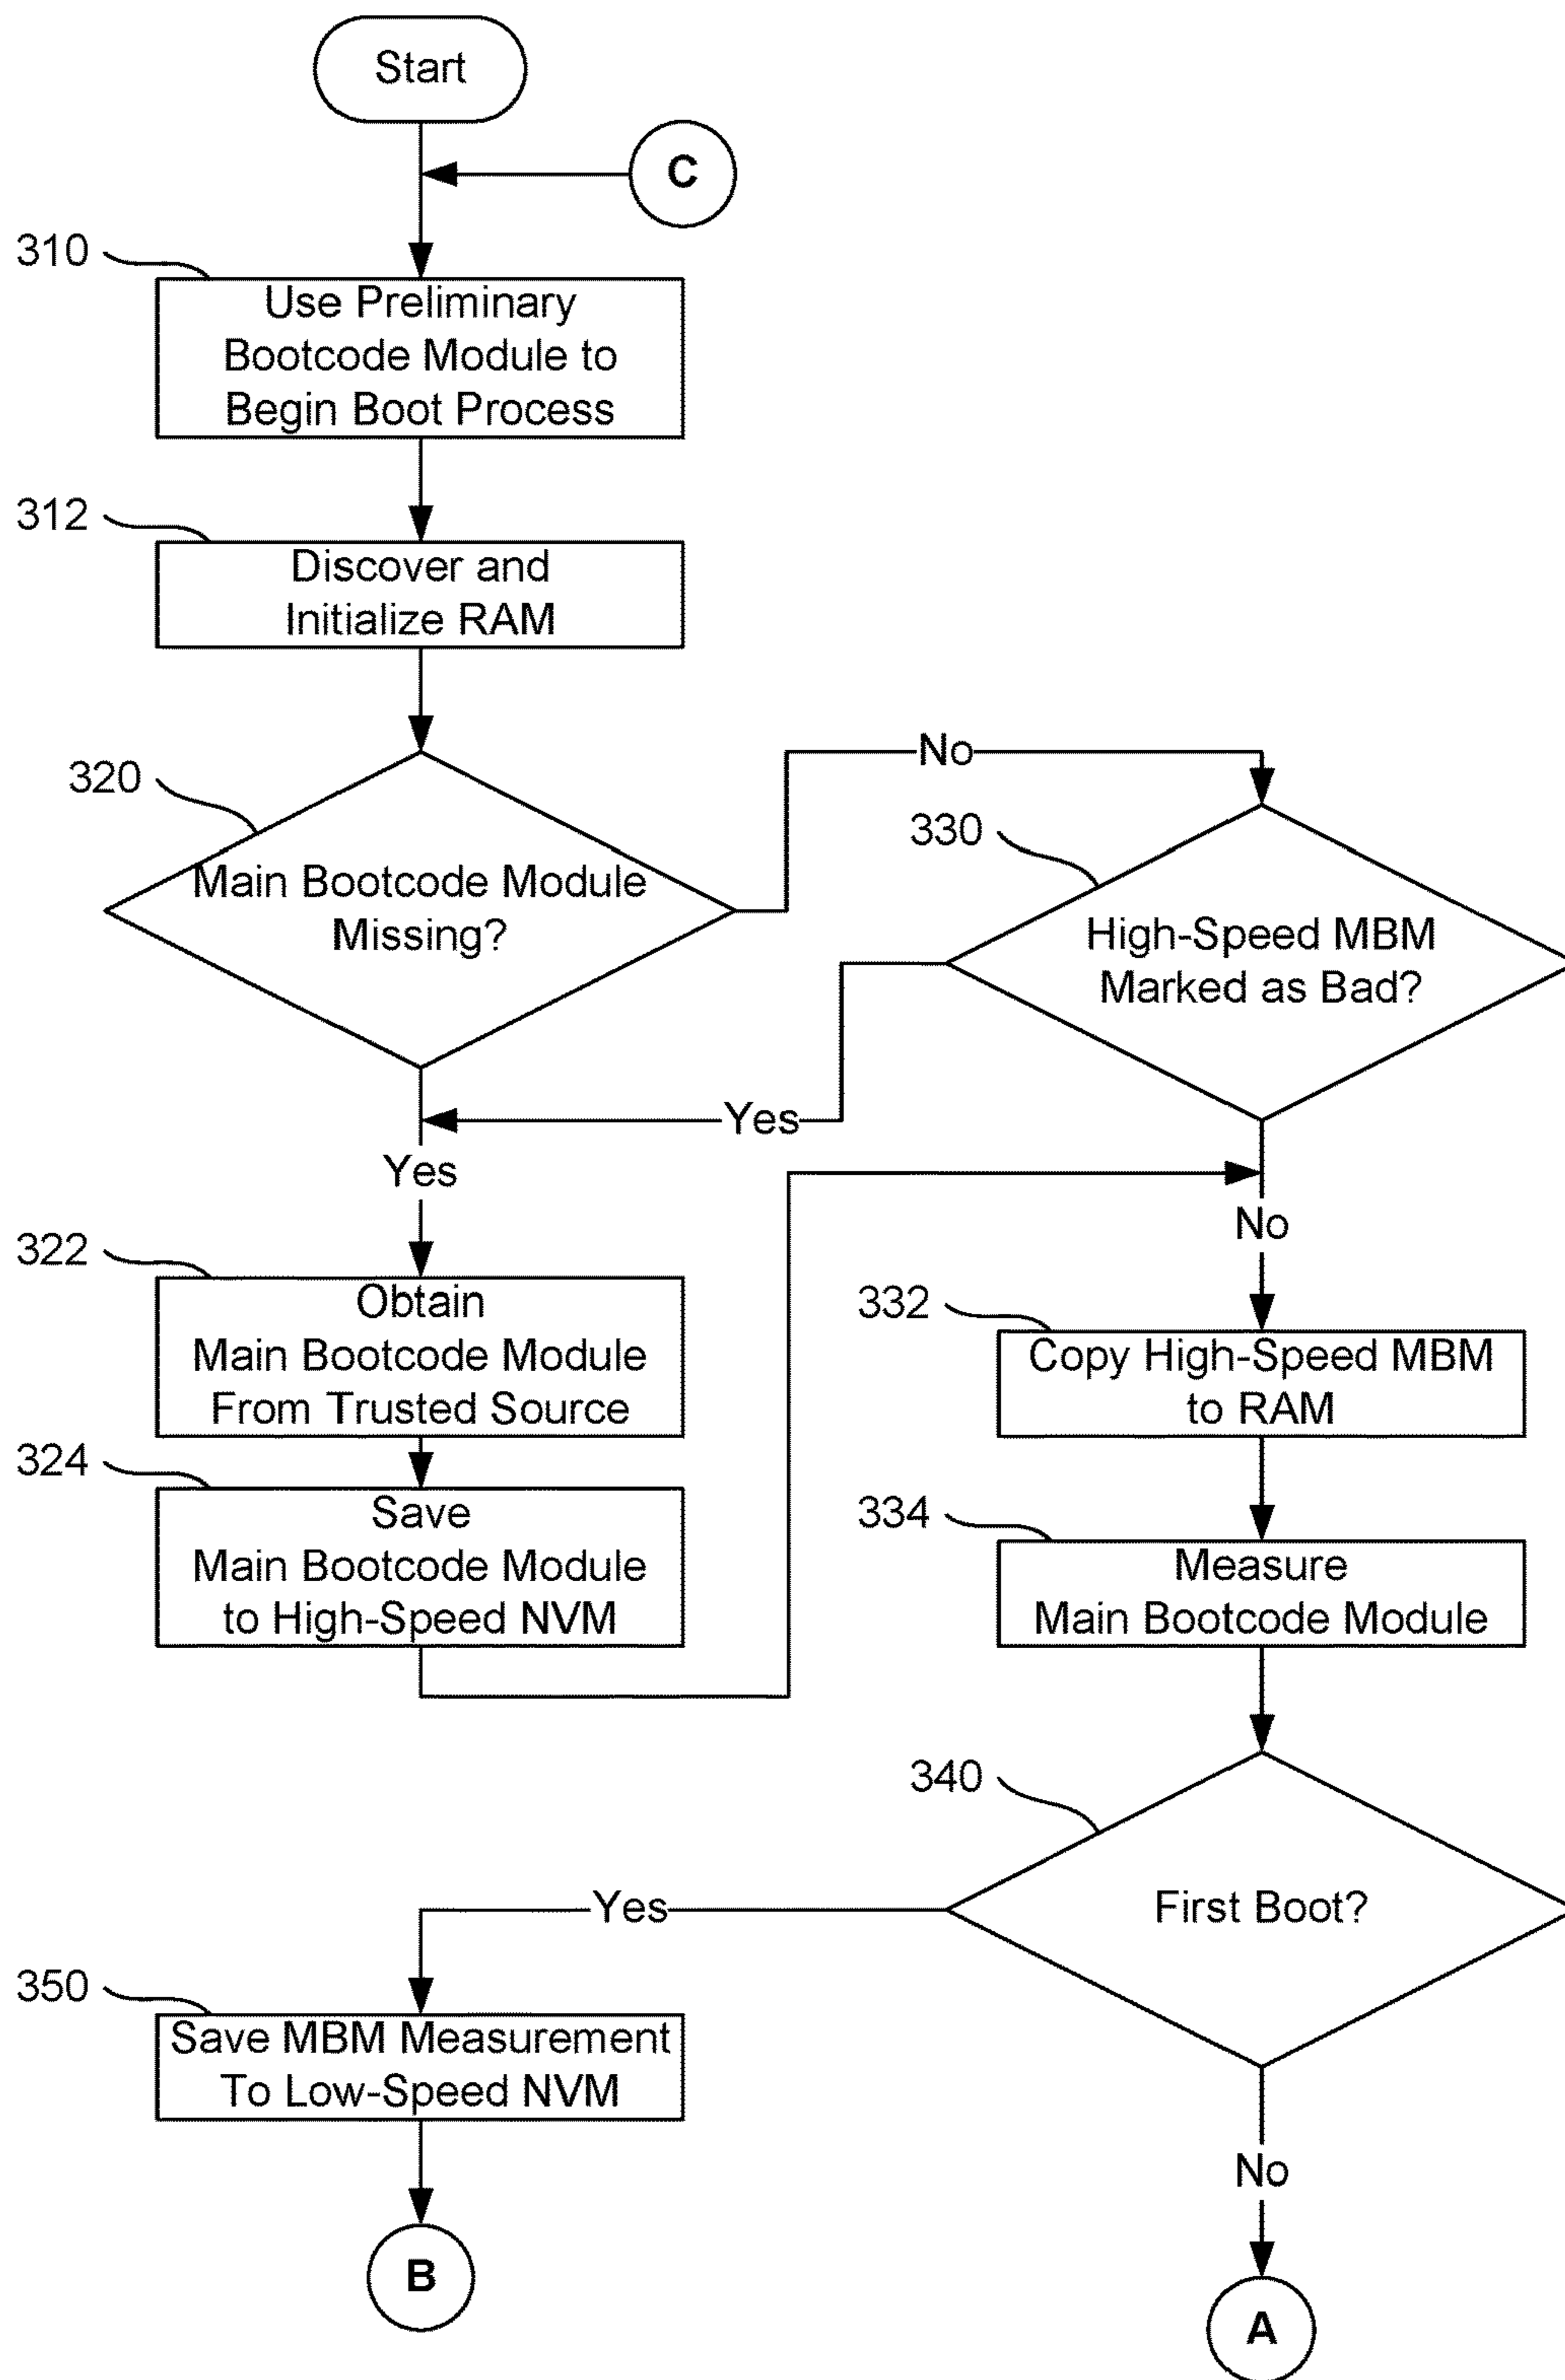 Start
C
310
Use Preliminary
Bootcode Module to
Begin Boot Process
312
Discover and
Initialize RAM
320
Main Bootcode Module
Missing?
No
330
High-Speed MBM
Marked as Bad?
Yes
Yes
No
322
Obtain
Main Bootcode Module
From Trusted Source
324
Save
Main Bootcode Module
to High-Speed NVM
332
Copy High-Speed MBM
to RAM
334
Measure
Main Bootcode Module
340
First Boot?
Yes
350
Save MBM Measurement
To Low-Speed NVM
No
B
A